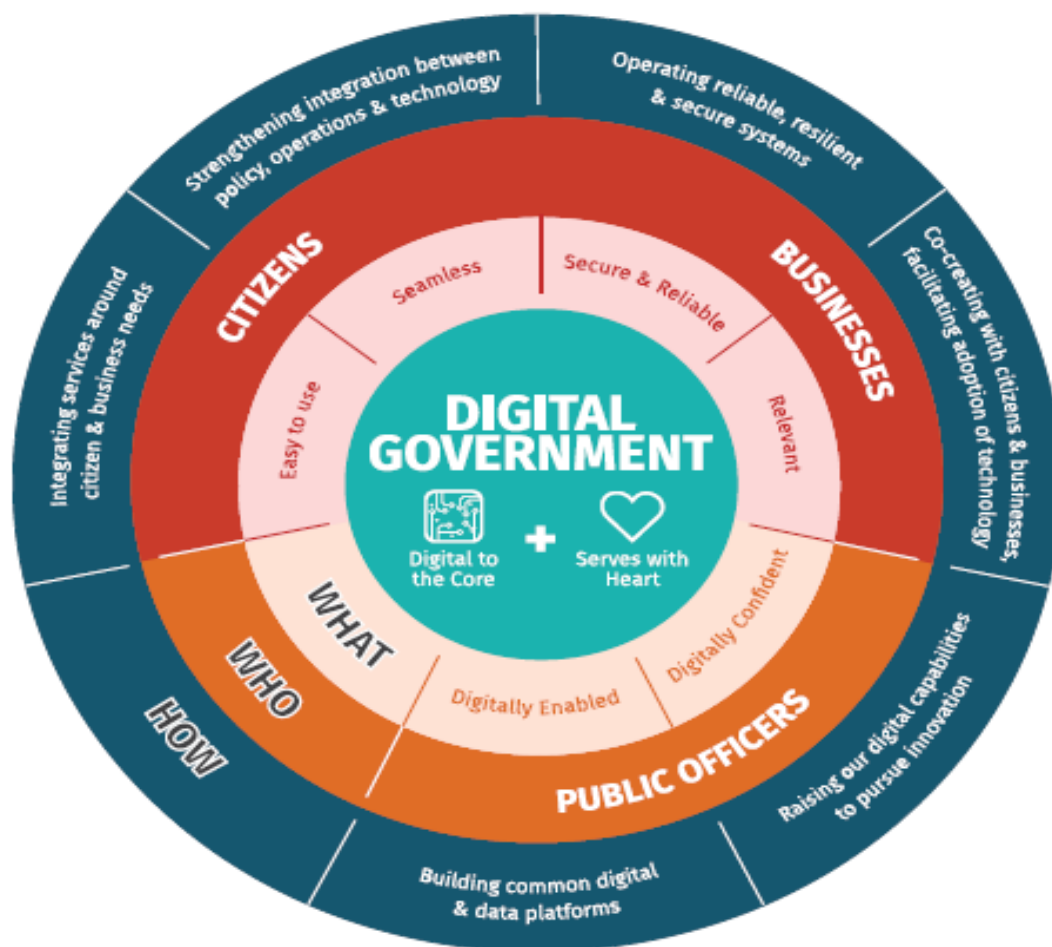 Strengthening integration between
policy, operations & technology
Operating reliable, resilient
& secure systems
Co-creating with citizens & businesses,
facilitating adoption of technology
Raising our digital capabilities
to pursue innovation
Building common digital
& data platforms
HOW
Integrating services around
citizen & business needs
CITIZENS
BUSINESSES
PUBLIC OFFICERS
WHO
Easy to use
Seamless
Secure & Reliable
Relevant
Digitally Confident
Digitally Enabled
WHAT
DIGITAL
GOVERNMENT
Digital to
the Core
+
Serves with
Heart